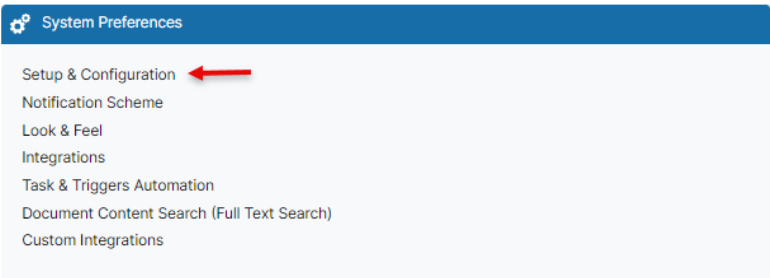 System Preferences
Setup & Configuration
Notification Scheme
Look & Feel
Integrations
Task & Triggers Automation
Document Content Search (Full Text Search)
Custom Integrations